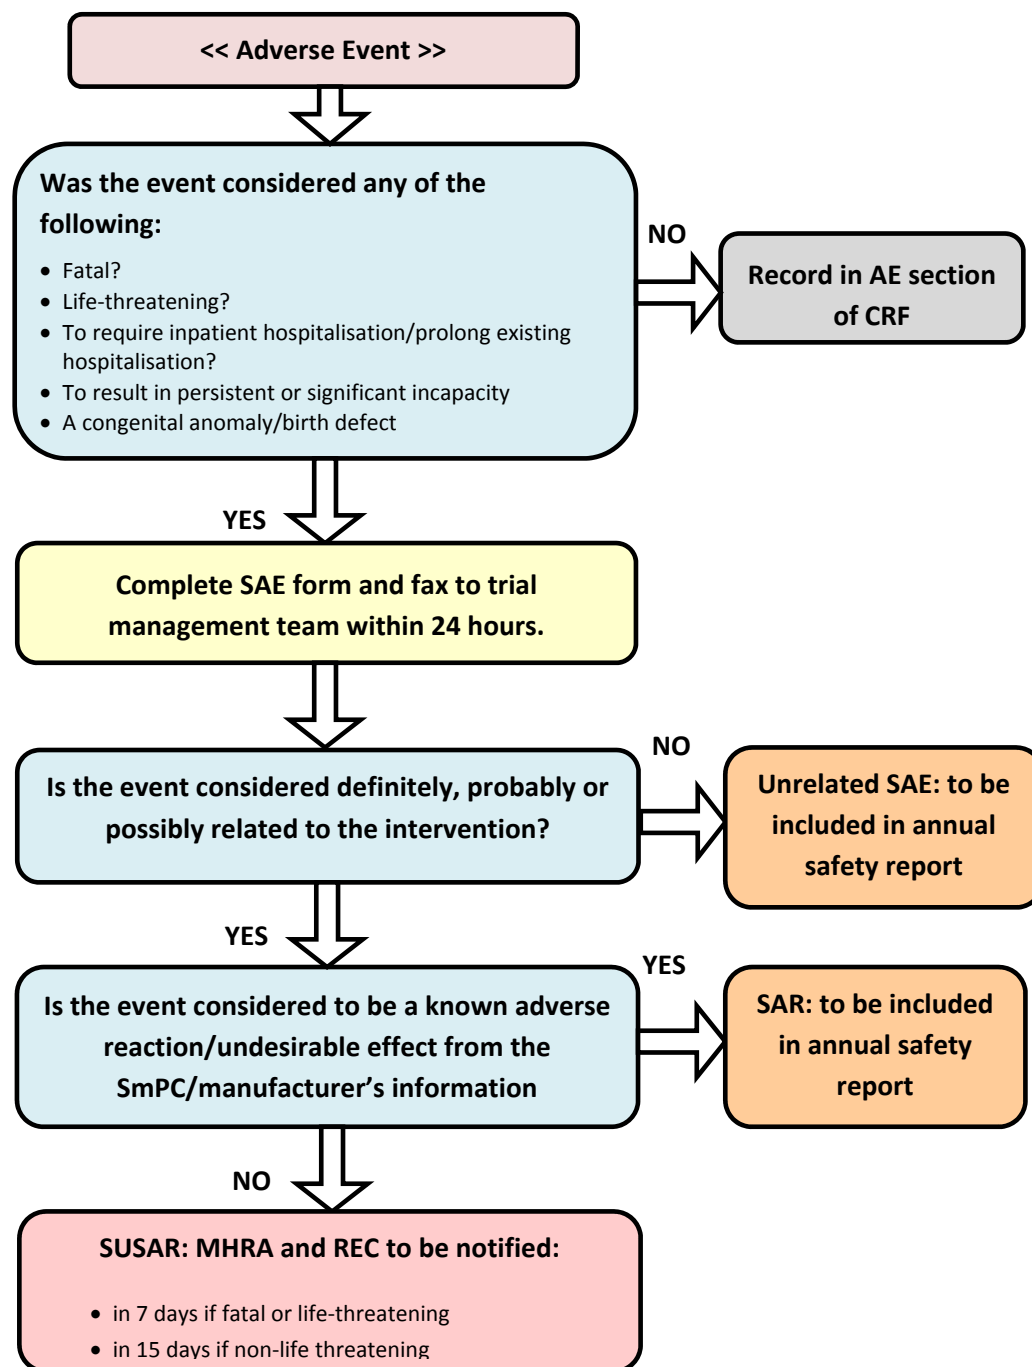 << Adverse Event >>
Was the event considered any of the
following:
• Fatal?
• Life-threatening?
• To require inpatient hospitalisation/prolong existing
hospitalisation?
• To result in persistent or significant incapacity
• A congenital anomaly/birth defect
NO
Record in AE section
of CRF
YES
Complete SAE form and fax to trial
management team within 24 hours.
Is the event considered definitely, probably or
possibly related to the intervention?
NO
Unrelated SAE: to be
included in annual
safety report
YES
Is the event considered to be a known adverse
reaction/undesirable effect from the
SmPC/manufacturer’s information
YES
SAR: to be included
in annual safety
report
NO
SUSAR: MHRA and REC to be notified:
• in 7 days if fatal or life-threatening
• in 15 days if non-life threatening